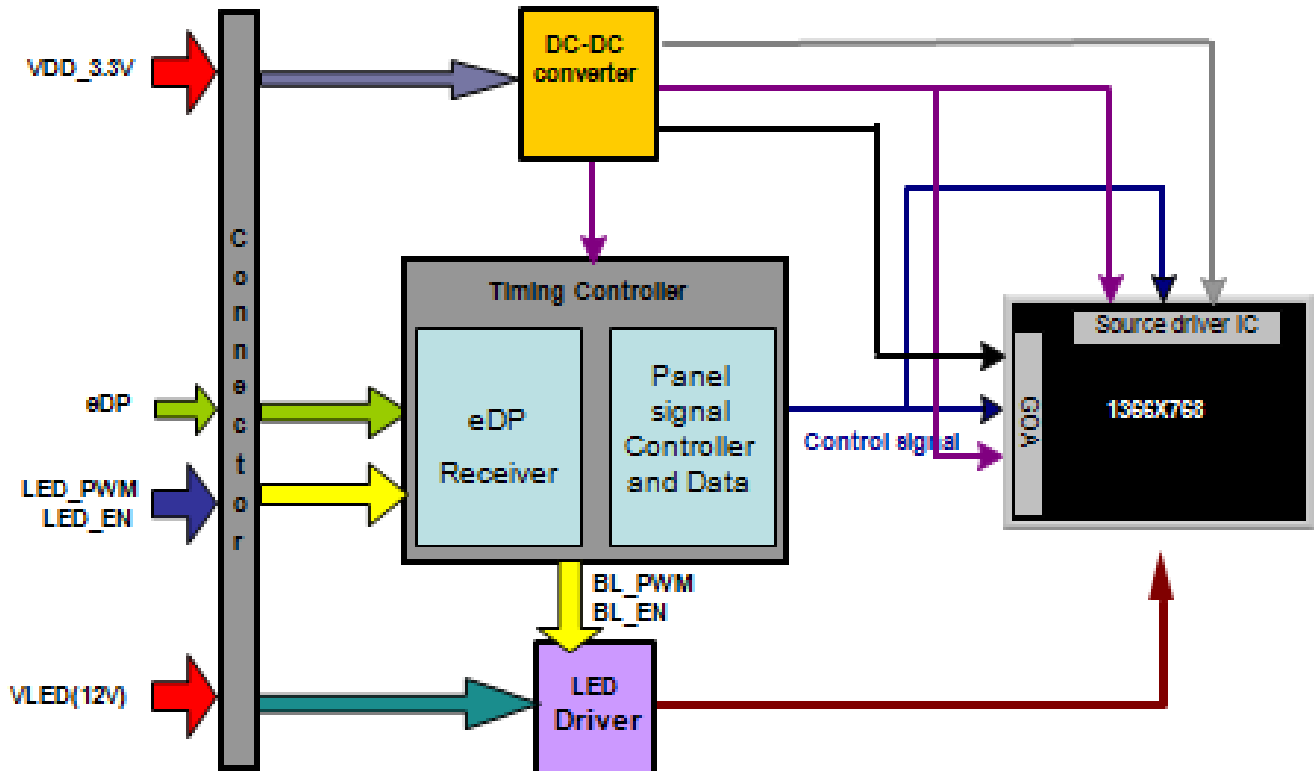 VDD_3.3V
DC-DC
converter
Connector
Timing Controller
eDP
Receiver
Panel
signal
Controller
and Data
eDP
LED_PWM
LED_EN
Control signal
Source driver IC
GOA
1366X768
BL_PWM
BL_EN
VLED(12V)
LED
Driver